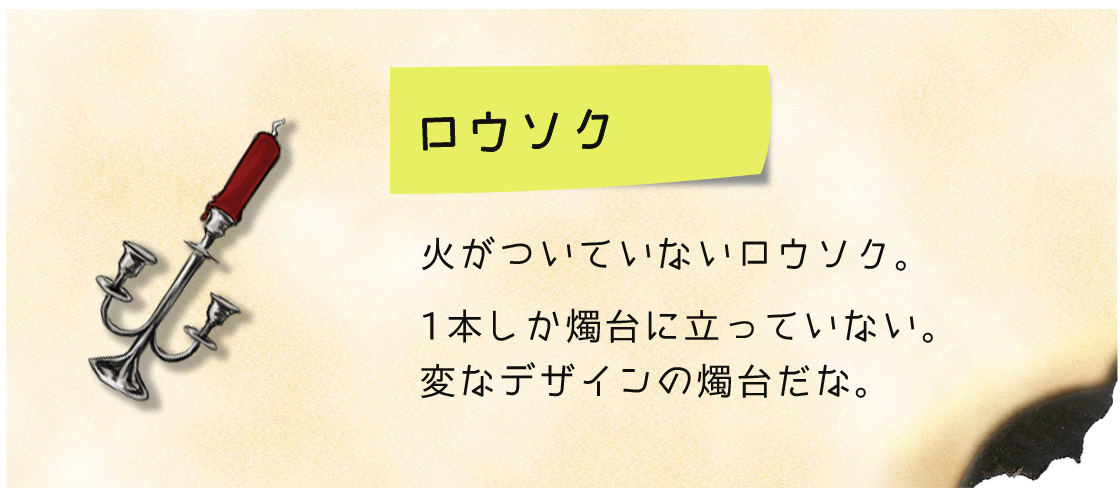 ロウソク
火がついていないロウソク。
1本しか燭台に立っていない。
変なデザインの燭台だな。